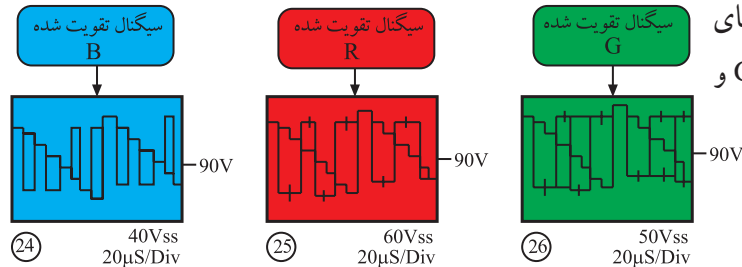 سیگنال تقویت شده
B
سیگنال تقویت شده
R
سیگنال تقویت شده
G
90V
90V
90V
24
40Vss
20µS/Div
25
60Vss
20µS/Div
26
50Vss
20µS/Div
و